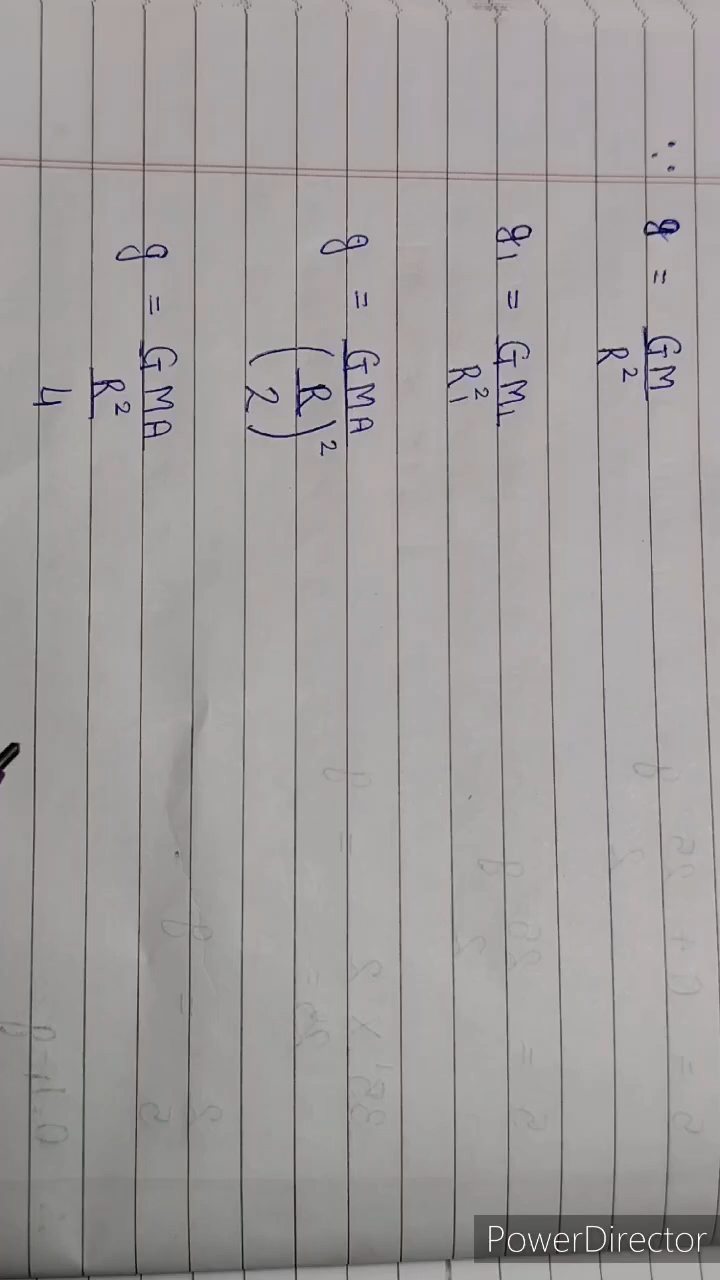 ∵ g = GM / R²
g₁ = GM₁ / R₁²
g = GMA / (R/2)²
g = GMA / R²/4
PowerDirector